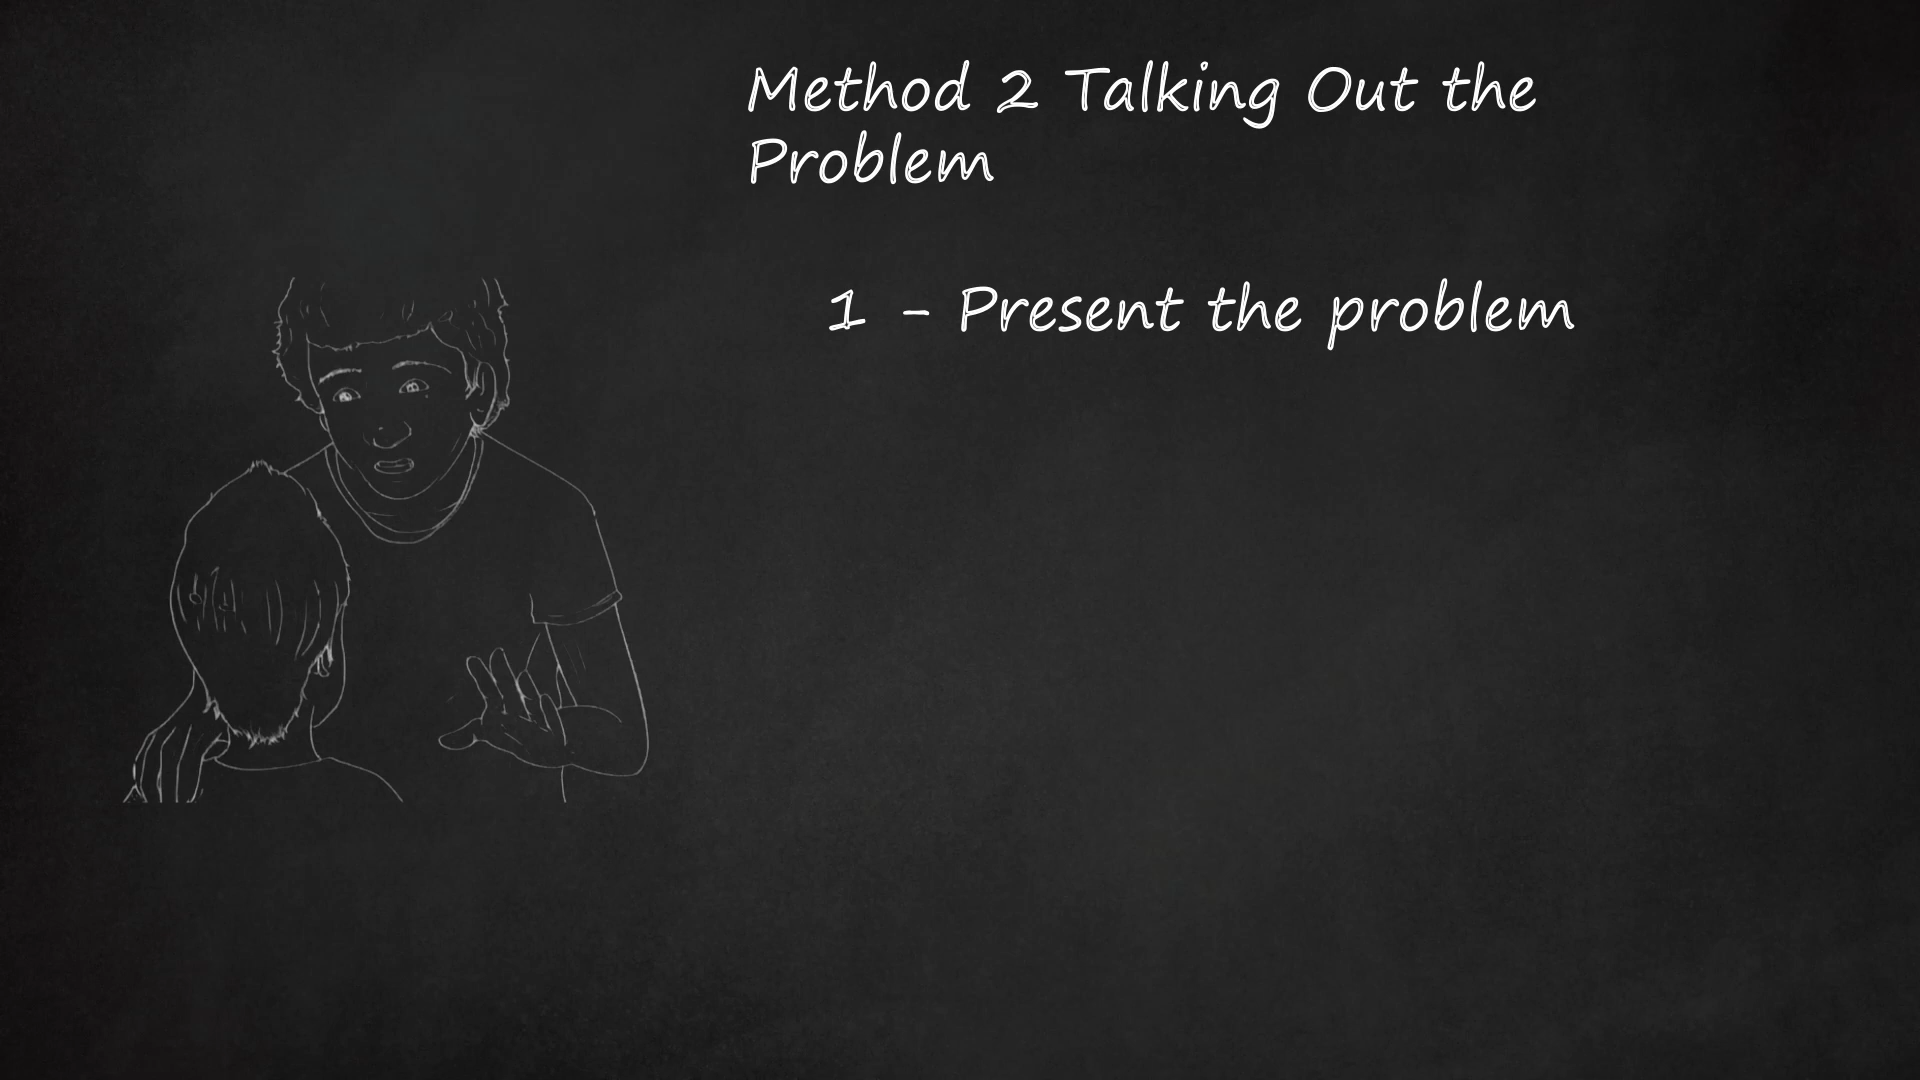 Method 2 Talking Out the
Problem
1 - Present the problem